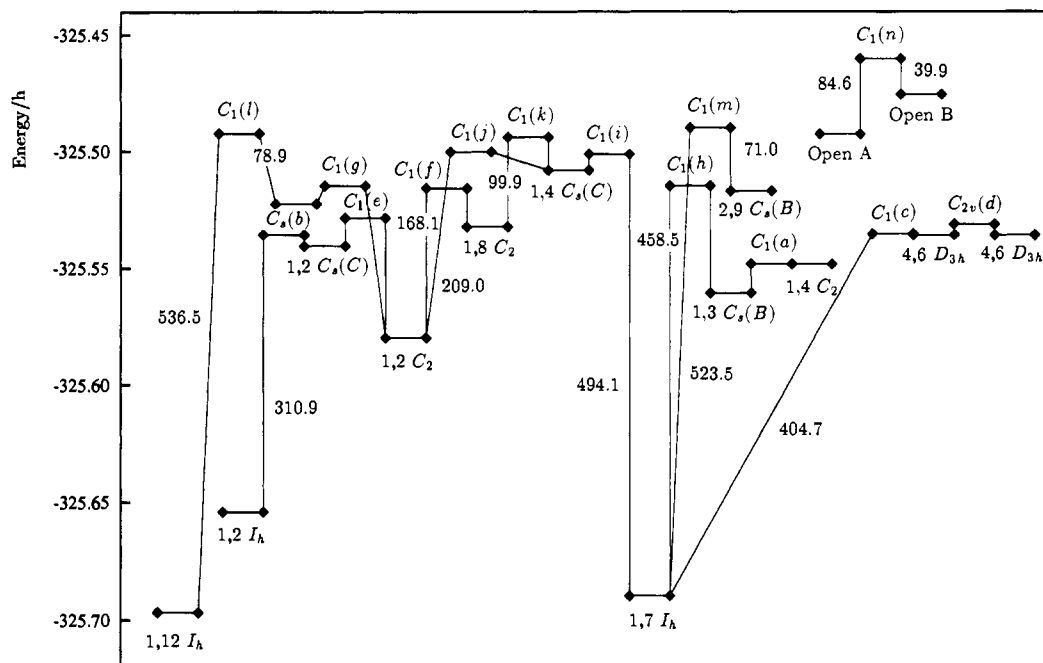 -325.45
C₁(n)
84.6
39.9
Open B
Open A
Energy/h
C₁(l)
C₁(k)
C₁(m)
-325.50
78.9
C₁(g)
C₁(j)
C₁(i)
71.0
C₁(f)
99.9
1,4 Cₛ(C)
C₁(h)
C₁(e)
2,9 Cₛ(B)
Cₛ(b)
168.1
458.5
C₁(c)
C₂ᵥ(d)
1,8 C₂
C₁(a)
4,6 D₃ₕ
4,6 D₃ₕ
-325.55
1,2 Cₛ(C)
209.0
1,4 C₂
1,3 Cₛ(B)
536.5
1,2 C₂
494.1
523.5
-325.60
310.9
404.7
-325.65
1,2 Iₕ
-325.70
1,12 Iₕ
1,7 Iₕ